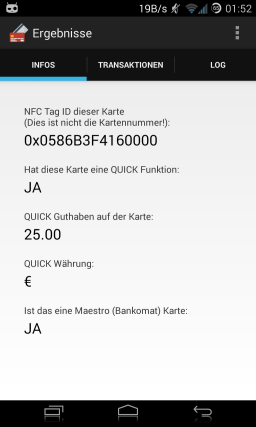 19B/s 01:52
Ergebnisse
INFOS TRANSAKTIONEN LOG
NFC Tag ID dieser Karte
(Dies ist nicht die Kartennummer!):
0x0586B3F4160000
Hat diese Karte eine QUICK Funktion:
JA
QUICK Guthaben auf der Karte:
25.00
QUICK Währung:
€
Ist das eine Maestro (Bankomat) Karte:
JA